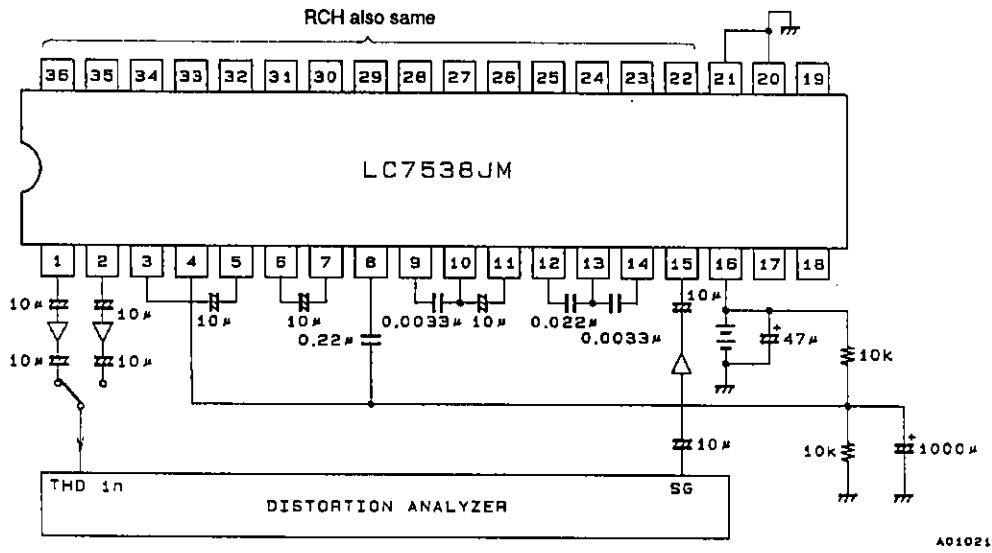 RCH also same
36 35 34 33 32 31 30 29 28 27 26 25 24 23 22 21 20 19
LC7538JM
1 2 3 4 5 6 7 8 9 10 11 12 13 14 15 16 17 18
10μ 10μ 10μ 10μ 0.0033μ 10μ 0.022μ 0.0033μ 10μ 47μ
0.22μ
10μ 10μ 10k
10k 10μ 1000μ
THD in SG
DISTORTION ANALYZER
A01021